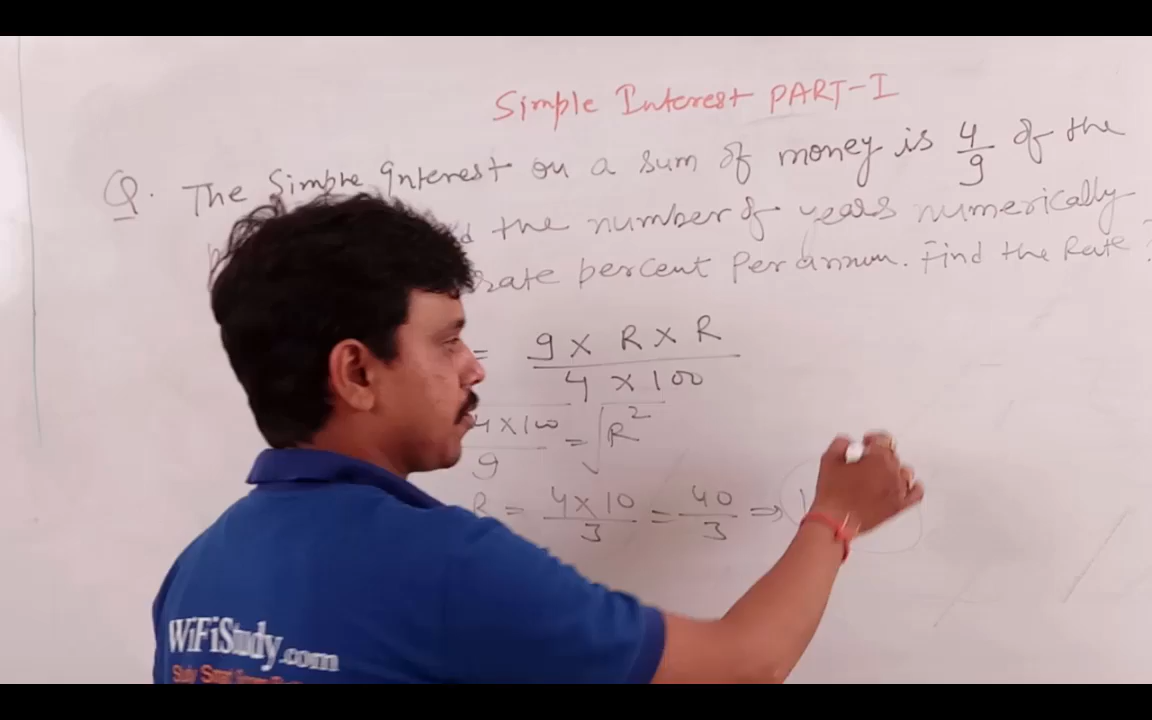 Simple Interest PART-I
Q. The Simple Interest on a sum of money is 4/9 of the
the number of years numerically
rate percent Per annum. Find the Rate ?
= 9 × R × R / 4 × 100
4 × 100 / 9 = √R²
R = 4 × 10 / 3 = 40 / 3 ⇒ 1
WiFiStudy.com